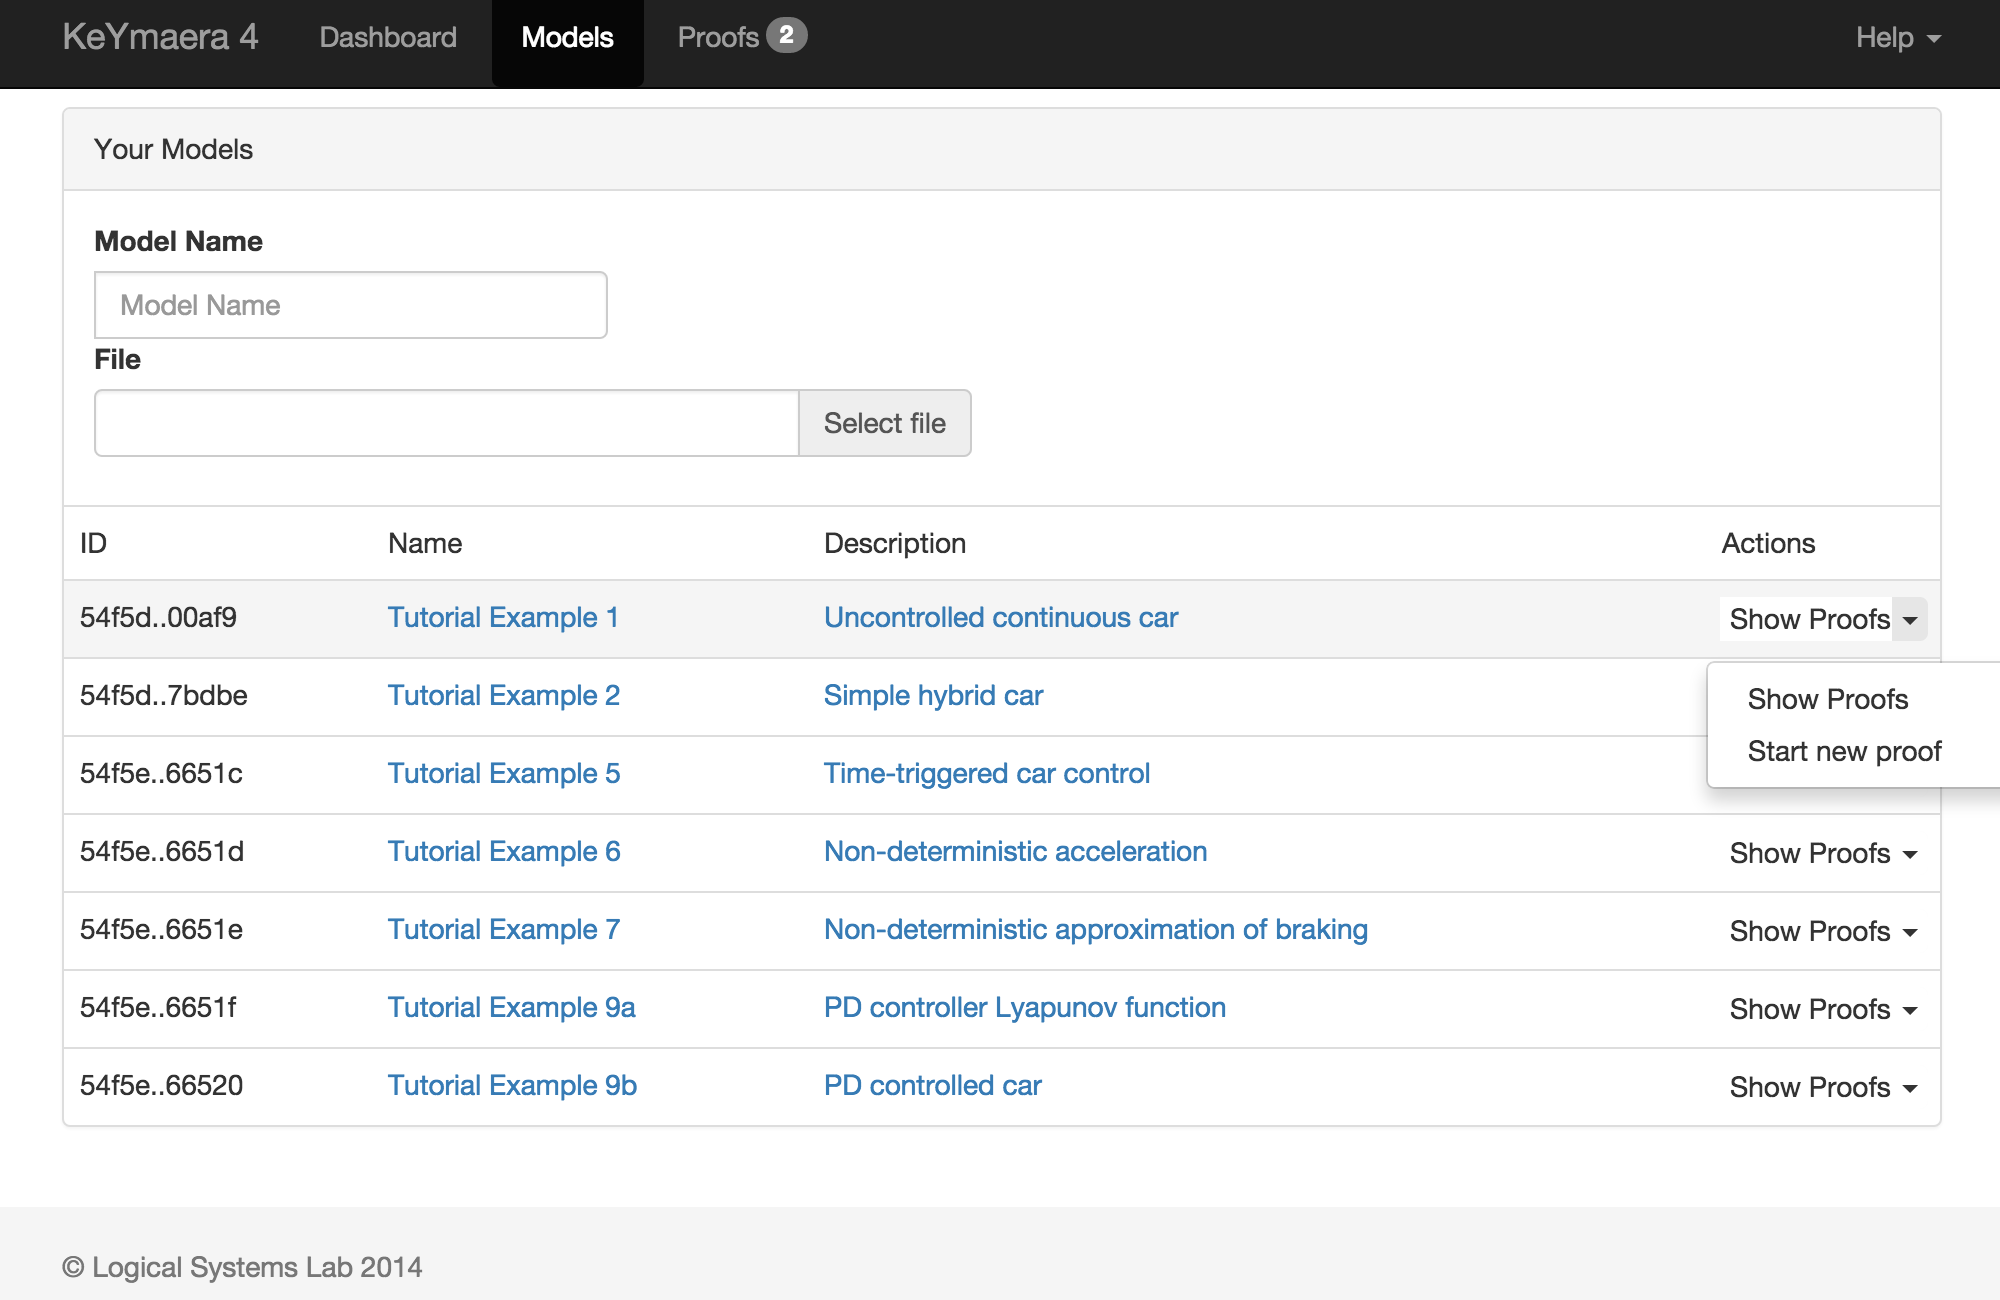 KeYmaera 4 Dashboard Models Proofs 2 Help
Your Models
Model Name
Model Name
File
Select file
ID Name Description Actions
54f5d..00af9 Tutorial Example 1 Uncontrolled continuous car Show Proofs
54f5d..7bdbe Tutorial Example 2 Simple hybrid car
Show Proofs
Start new proof
54f5e..6651c Tutorial Example 5 Time-triggered car control
54f5e..6651d Tutorial Example 6 Non-deterministic acceleration Show Proofs
54f5e..6651e Tutorial Example 7 Non-deterministic approximation of braking Show Proofs
54f5e..6651f Tutorial Example 9a PD controller Lyapunov function Show Proofs
54f5e..66520 Tutorial Example 9b PD controlled car Show Proofs
© Logical Systems Lab 2014